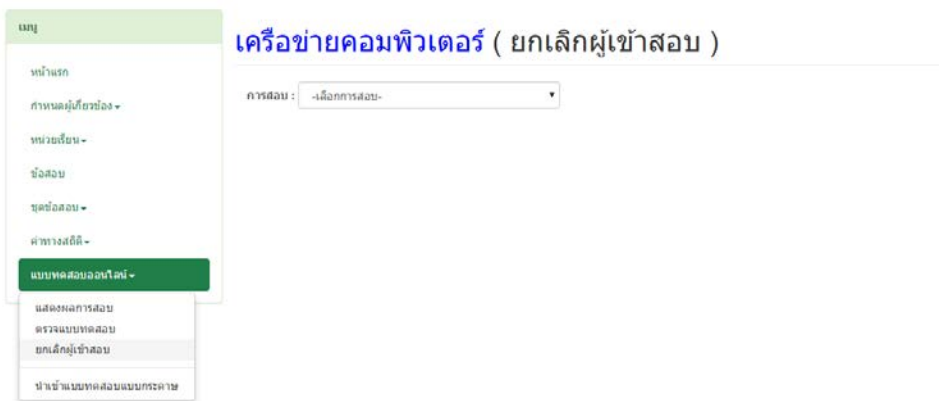 เมนู
หน้าแรก
กำหนดผู้เกี่ยวข้อง
หน่วยเรียน
ข้อสอบ
ชุดข้อสอบ
ค่าทางสถิติ
แบบทดสอบออนไลน์
แสดงผลการสอบ
ตรวจแบบทดสอบ
ยกเลิกผู้เข้าสอบ
นำเข้าแบบทดสอบแบบกระดาษ
เครือข่ายคอมพิวเตอร์ ( ยกเลิกผู้เข้าสอบ )
การสอบ : -เลือกการสอบ-